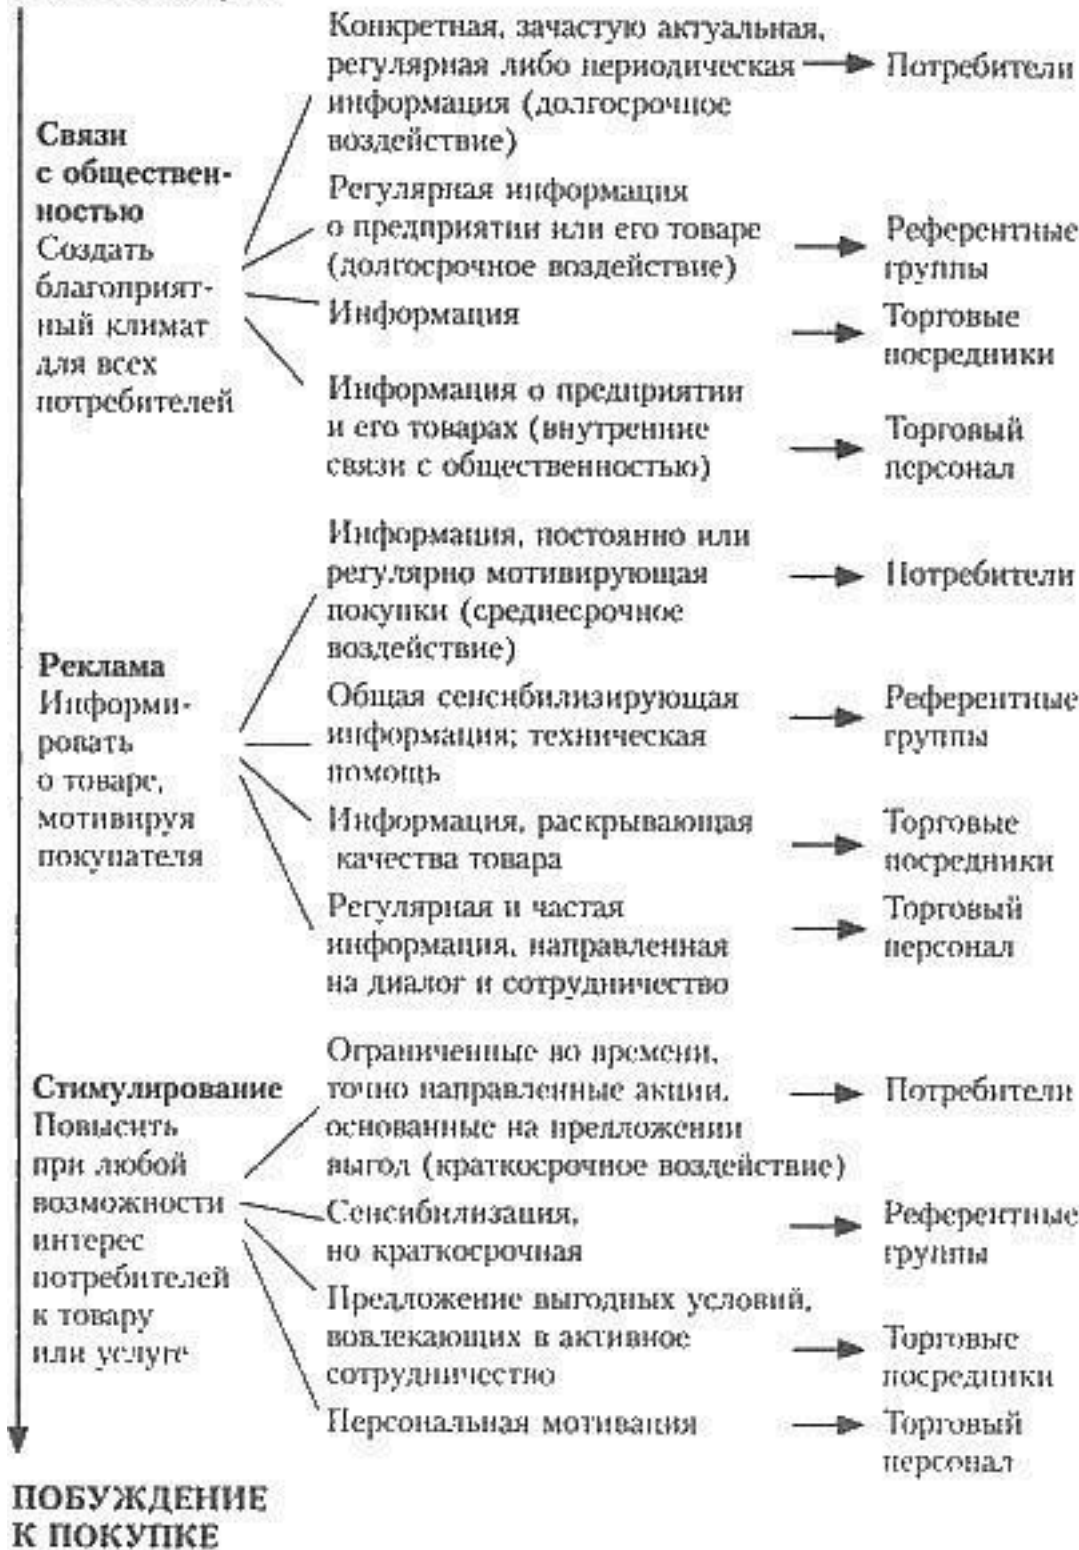 Конкретная, зачастую актуальная,
регулярная либо периодическая
информация (долгосрочное
воздействие)
Потребители
Связи
с обществен-
ностью
Создать
благоприят-
ный климат
для всех
потребителей
Регулярная информация
о предприятии или его товаре
(долгосрочное воздействие)
Референтные
группы
Информация
Торговые
посредники
Информация о предприятии
и его товарах (внутренние
связи с общественностью)
Торговый
персонал
Реклама
Информи-
ровать
о товаре,
мотивируя
покупателя
Информация, постоянно или
регулярно мотивирующая
покупки (среднесрочное
воздействие)
Потребители
Общая сенсибилизирующая
информация; техническая
помощь
Референтные
группы
Информация, раскрывающая
качества товара
Торговые
посредники
Регулярная и частая
информация, направленная
на диалог и сотрудничество
Торговый
персонал
Стимулирование
Повысить
при любой
возможности
интерес
потребителей
к товару
или услуге
Ограниченные во времени,
точно направленные акции,
основанные на предложении
выгод (краткосрочное воздействие)
Потребители
Сенсибилизация,
но краткосрочная
Референтные
группы
Предложение выгодных условий,
вовлекающих в активное
сотрудничество
Торговые
посредники
Персональная мотивация
Торговый
персонал
ПОБУЖДЕНИЕ
К ПОКУПКЕ